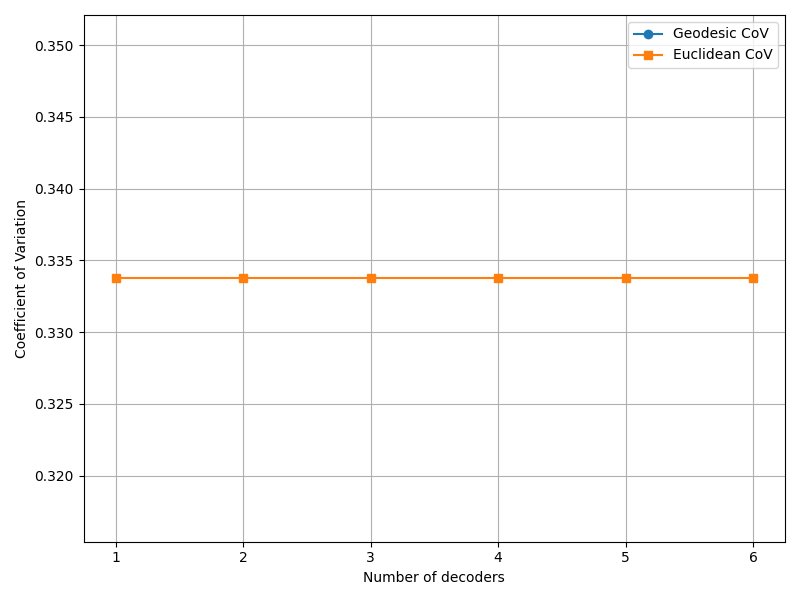 Geodesic CoV
Euclidean CoV
Coefficient of Variation
0.350
0.345
0.340
0.335
0.330
0.325
0.320
1 2 3 4 5 6
Number of decoders